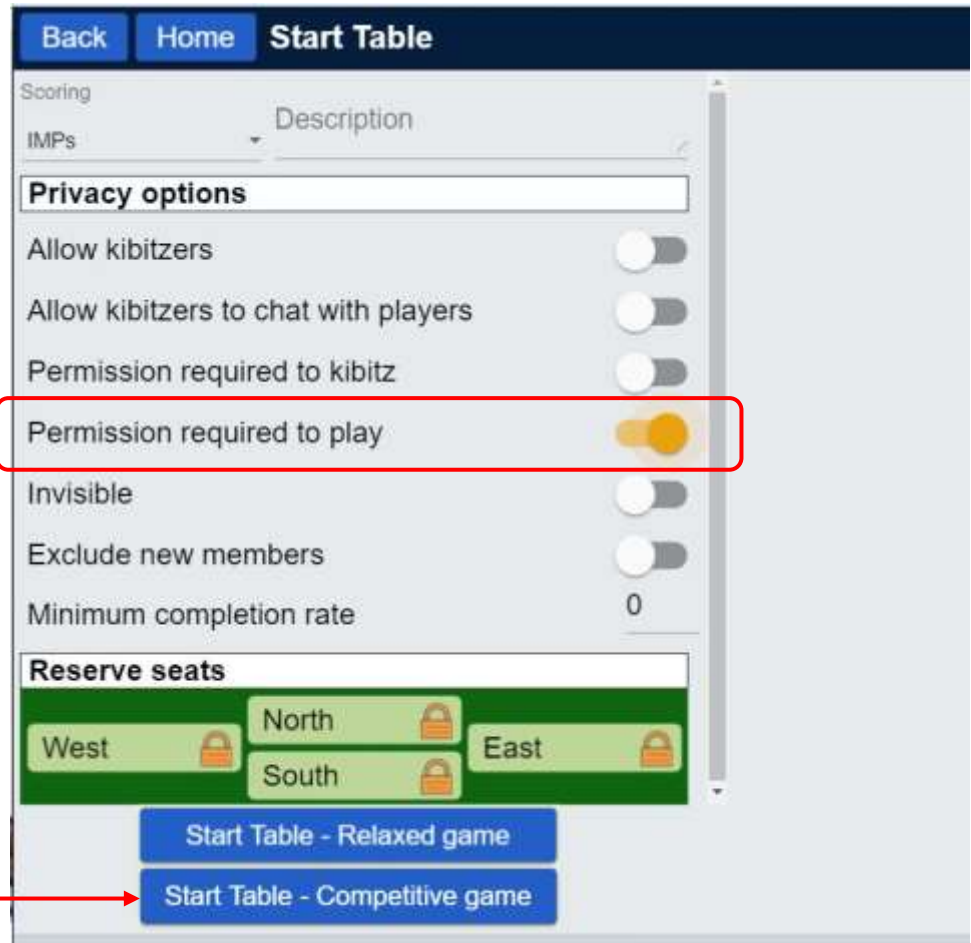 Back Home Start Table
Scoring
IMPs
Description
Privacy options
Allow kibitzers
Allow kibitzers to chat with players
Permission required to kibitz
Permission required to play
Invisible
Exclude new members
Minimum completion rate 0
Reserve seats
West
North
South
East
Start Table - Relaxed game
Start Table - Competitive game